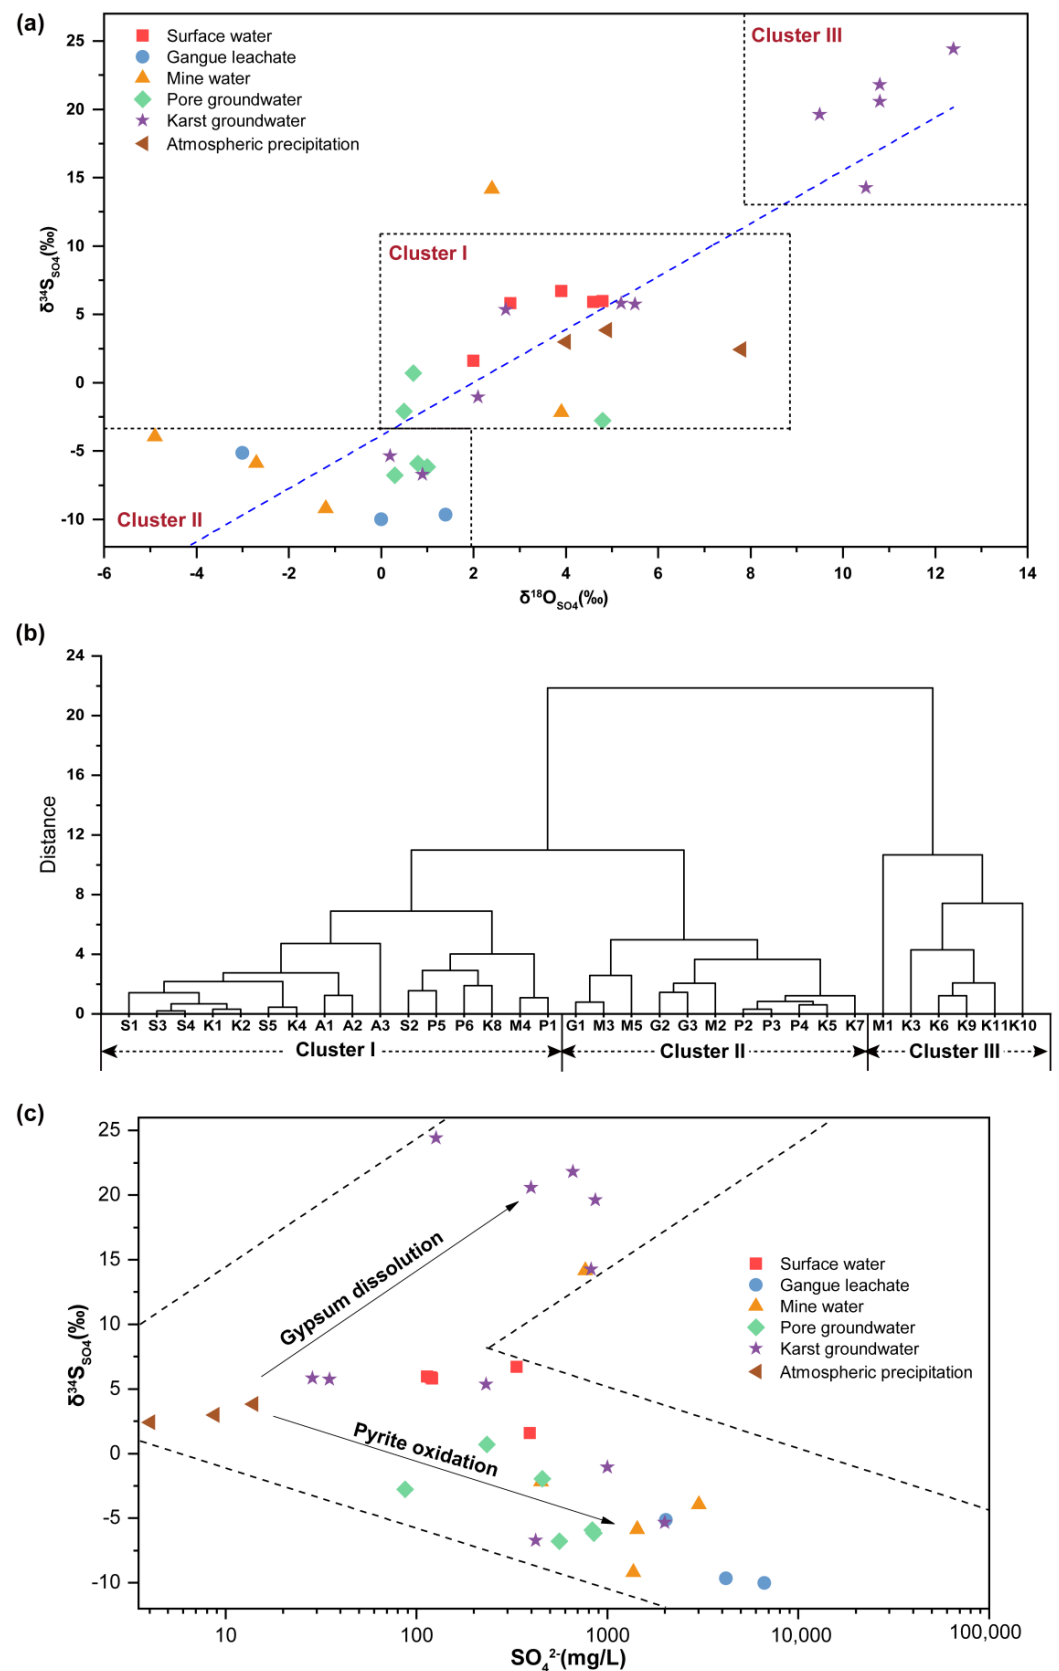 (a)
Surface water
Gangue leachate
Mine water
Pore groundwater
Karst groundwater
Atmospheric precipitation
Cluster III
Cluster I
Cluster II
25
20
15
10
5
0
-5
-10
δ³⁴S_SO4(‰)
-6 -4 -2 0 2 4 6 8 10 12 14
δ¹⁸O_SO4(‰)
(b)
24
20
16
12
8
4
0
Distance
S1 S3 S4 K1 K2 S5 K4 A1 A2 A3 S2 P5 P6 K8 M4 P1 G1 M3 M5 G2 G3 M2 P2 P3 P4 K5 K7 M1 K3 K6 K9 K11 K10
Cluster I Cluster II Cluster III
(c)
25
20
15
10
5
0
-5
-10
δ³⁴S_SO4(‰)
Gypsum dissolution
Pyrite oxidation
Surface water
Gangue leachate
Mine water
Pore groundwater
Karst groundwater
Atmospheric precipitation
10 100 1000 10,000 100,000
SO₄²⁻(mg/L)